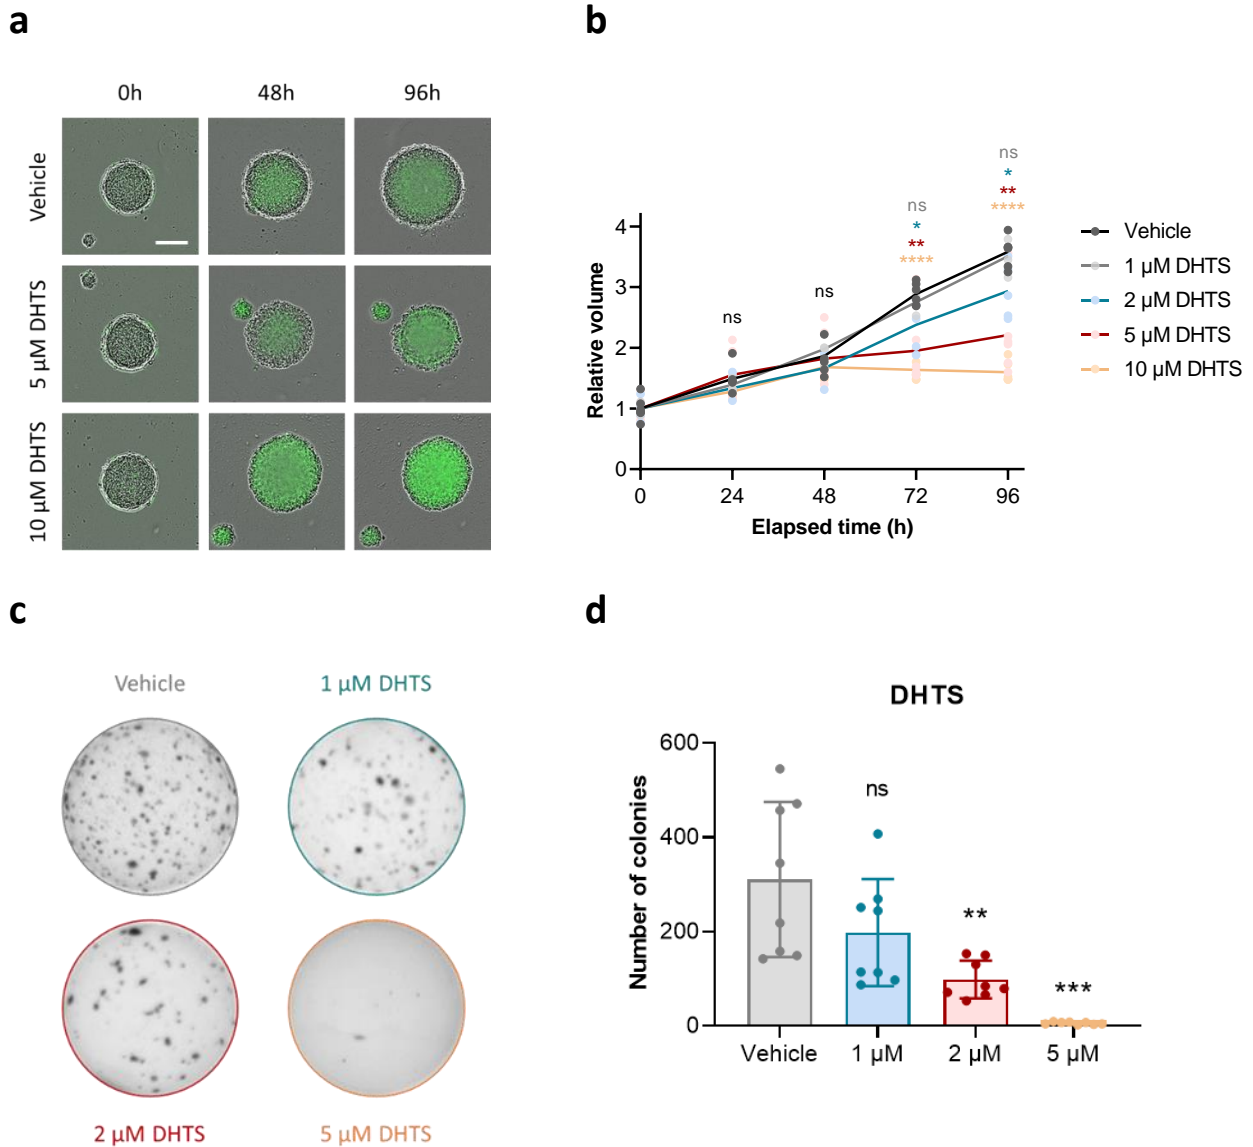 a
0h 48h 96h
Vehicle
5 µM DHTS
10 µM DHTS
b
ns
*
**
****
ns
*
**
****
ns
ns
4
3
2
1
0
Relative volume
0 24 48 72 96
Elapsed time (h)
Vehicle
1 µM DHTS
2 µM DHTS
5 µM DHTS
10 µM DHTS
c
Vehicle 1 µM DHTS
2 µM DHTS 5 µM DHTS
d
DHTS
600
400
200
0
Number of colonies
ns
**
***
Vehicle 1 µM 2 µM 5 µM